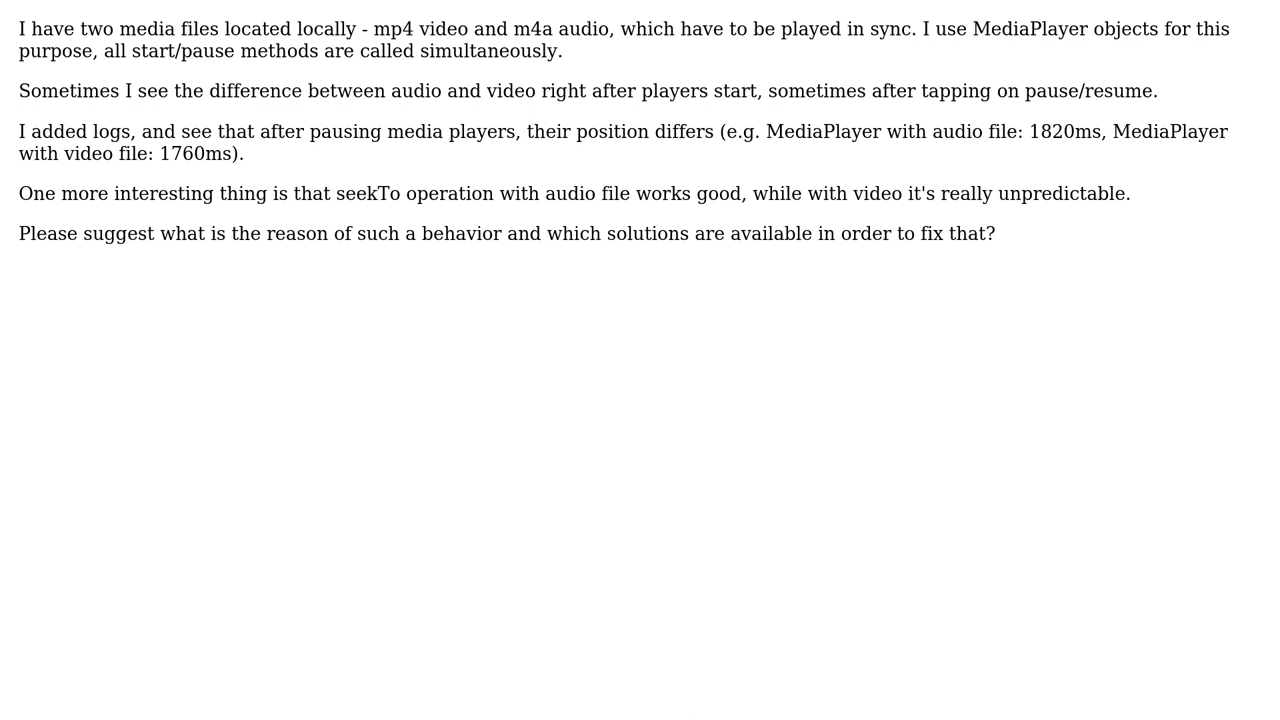 I have two media files located locally - mp4 video and m4a audio, which have to be played in sync. I use MediaPlayer objects for this
purpose, all start/pause methods are called simultaneously.
Sometimes I see the difference between audio and video right after players start, sometimes after tapping on pause/resume.
I added logs, and see that after pausing media players, their position differs (e.g. MediaPlayer with audio file: 1820ms, MediaPlayer
with video file: 1760ms).
One more interesting thing is that seekTo operation with audio file works good, while with video it's really unpredictable.
Please suggest what is the reason of such a behavior and which solutions are available in order to fix that?